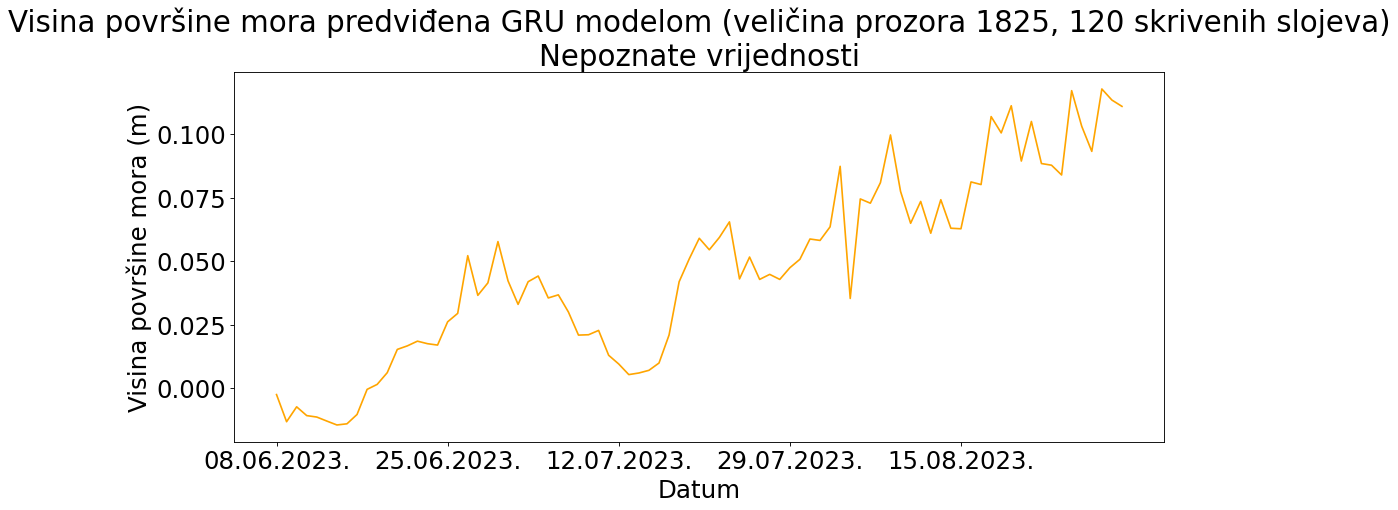 Visina površine mora predviđena GRU modelom (veličina prozora 1825, 120 skrivenih slojeva)
Nepoznate vrijednosti
Visina površine mora (m)
0.100
0.075
0.050
0.025
0.000
08.06.2023. 25.06.2023. 12.07.2023. 29.07.2023. 15.08.2023.
Datum